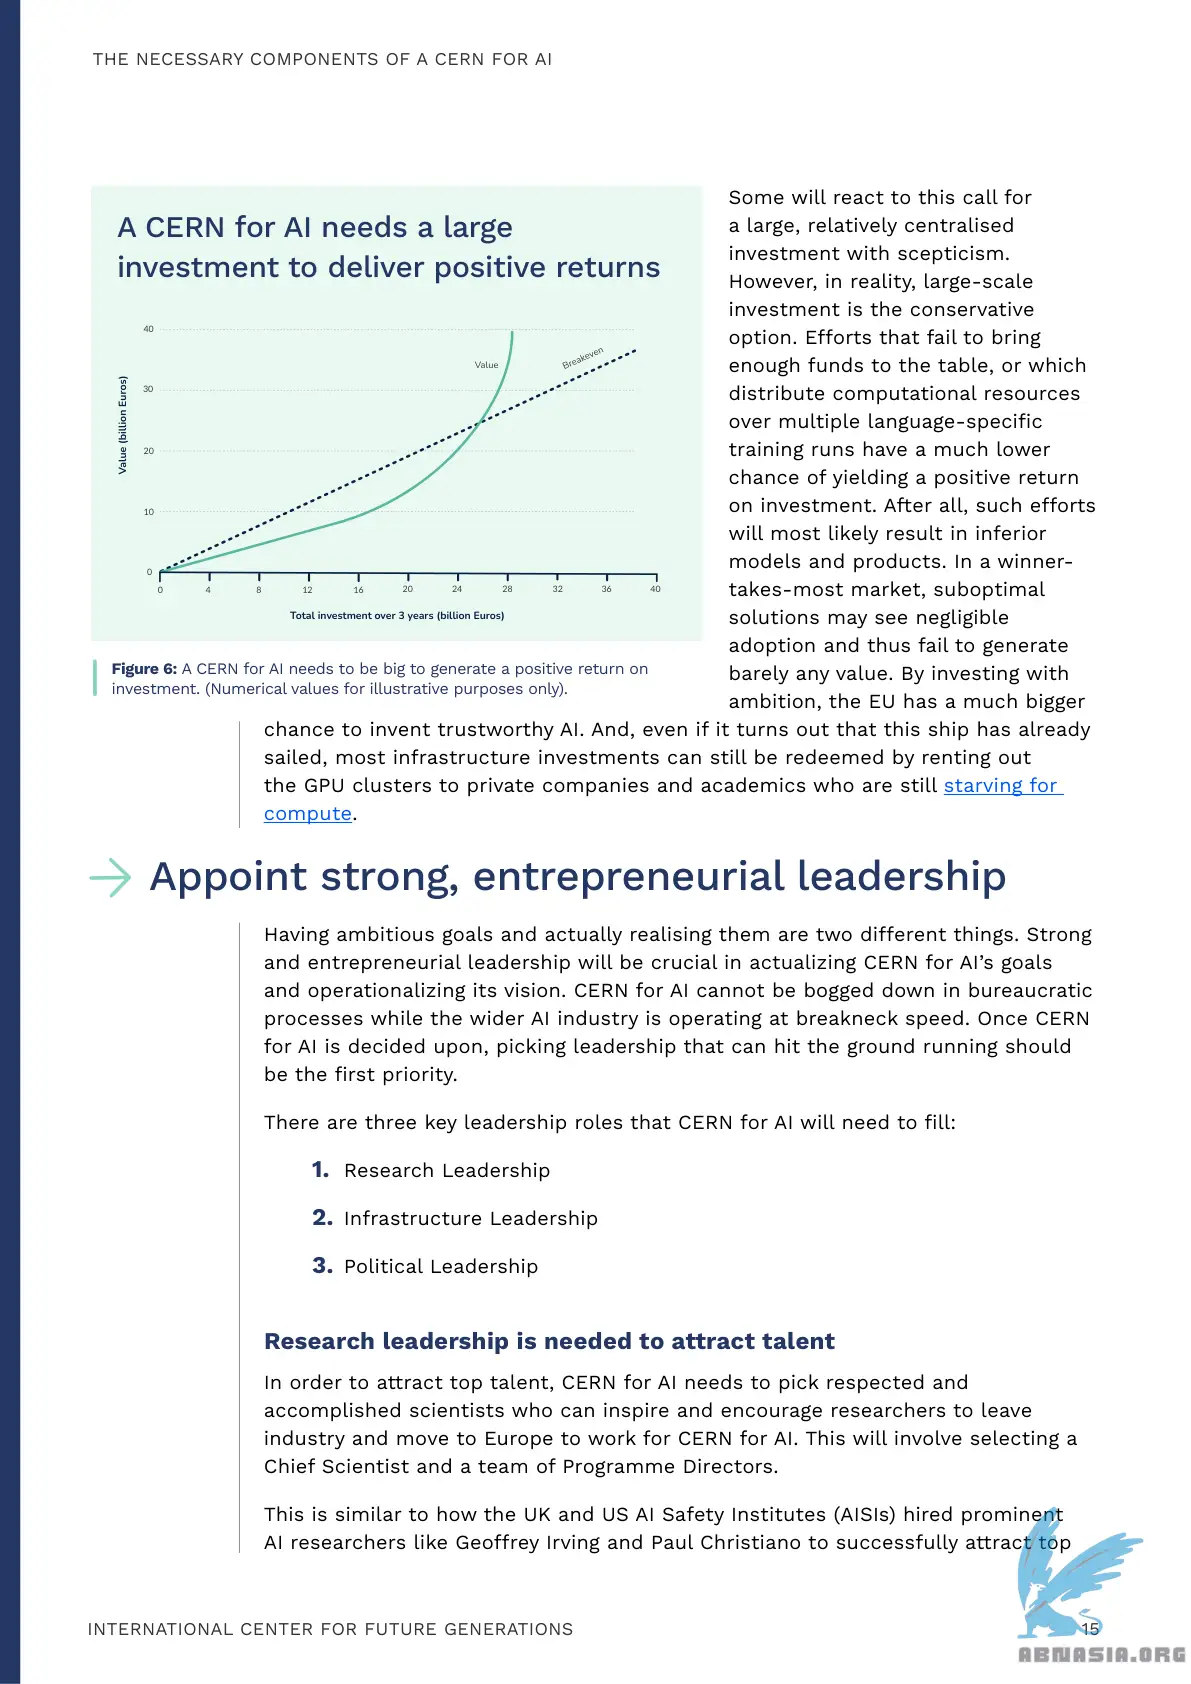 THE NECESSARY COMPONENTS OF A CERN FOR AI
A CERN for AI needs a large
investment to deliver positive returns
40
30
20
10
0
Value (billion Euros)
Value
Breakeven
0 4 8 12 16 20 24 28 32 36 40
Total investment over 3 years (billion Euros)
Figure 6: A CERN for AI needs to be big to generate a positive return on
investment. (Numerical values for illustrative purposes only).
Some will react to this call for
a large, relatively centralised
investment with scepticism.
However, in reality, large-scale
investment is the conservative
option. Efforts that fail to bring
enough funds to the table, or which
distribute computational resources
over multiple language-specific
training runs have a much lower
chance of yielding a positive return
on investment. After all, such efforts
will most likely result in inferior
models and products. In a winner-
takes-most market, suboptimal
solutions may see negligible
adoption and thus fail to generate
barely any value. By investing with
ambition, the EU has a much bigger
chance to invent trustworthy AI. And, even if it turns out that this ship has already
sailed, most infrastructure investments can still be redeemed by renting out
the GPU clusters to private companies and academics who are still starving for
compute.
Appoint strong, entrepreneurial leadership
Having ambitious goals and actually realising them are two different things. Strong
and entrepreneurial leadership will be crucial in actualizing CERN for AI’s goals
and operationalizing its vision. CERN for AI cannot be bogged down in bureaucratic
processes while the wider AI industry is operating at breakneck speed. Once CERN
for AI is decided upon, picking leadership that can hit the ground running should
be the first priority.
There are three key leadership roles that CERN for AI will need to fill:
1. Research Leadership
2. Infrastructure Leadership
3. Political Leadership
Research leadership is needed to attract talent
In order to attract top talent, CERN for AI needs to pick respected and
accomplished scientists who can inspire and encourage researchers to leave
industry and move to Europe to work for CERN for AI. This will involve selecting a
Chief Scientist and a team of Programme Directors.
This is similar to how the UK and US AI Safety Institutes (AISIs) hired prominent
AI researchers like Geoffrey Irving and Paul Christiano to successfully attract top
INTERNATIONAL CENTER FOR FUTURE GENERATIONS
15
ABNASIA.ORG